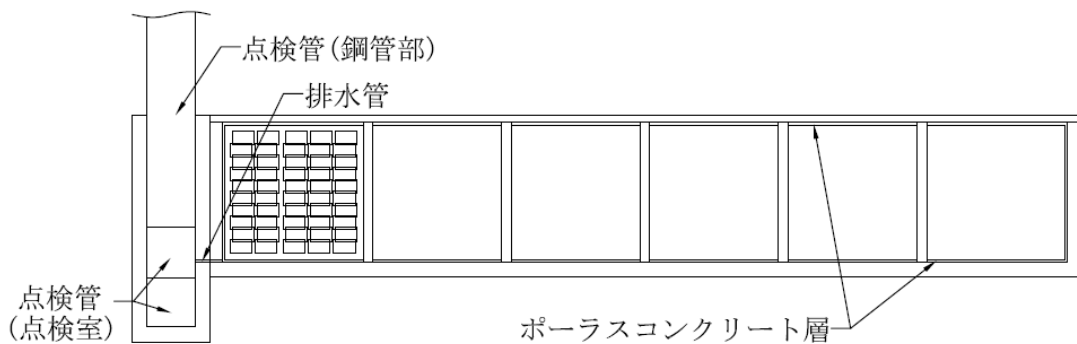 点検管(鋼管部)
排水管
点検管
(点検室)
ポーラスコンクリート層